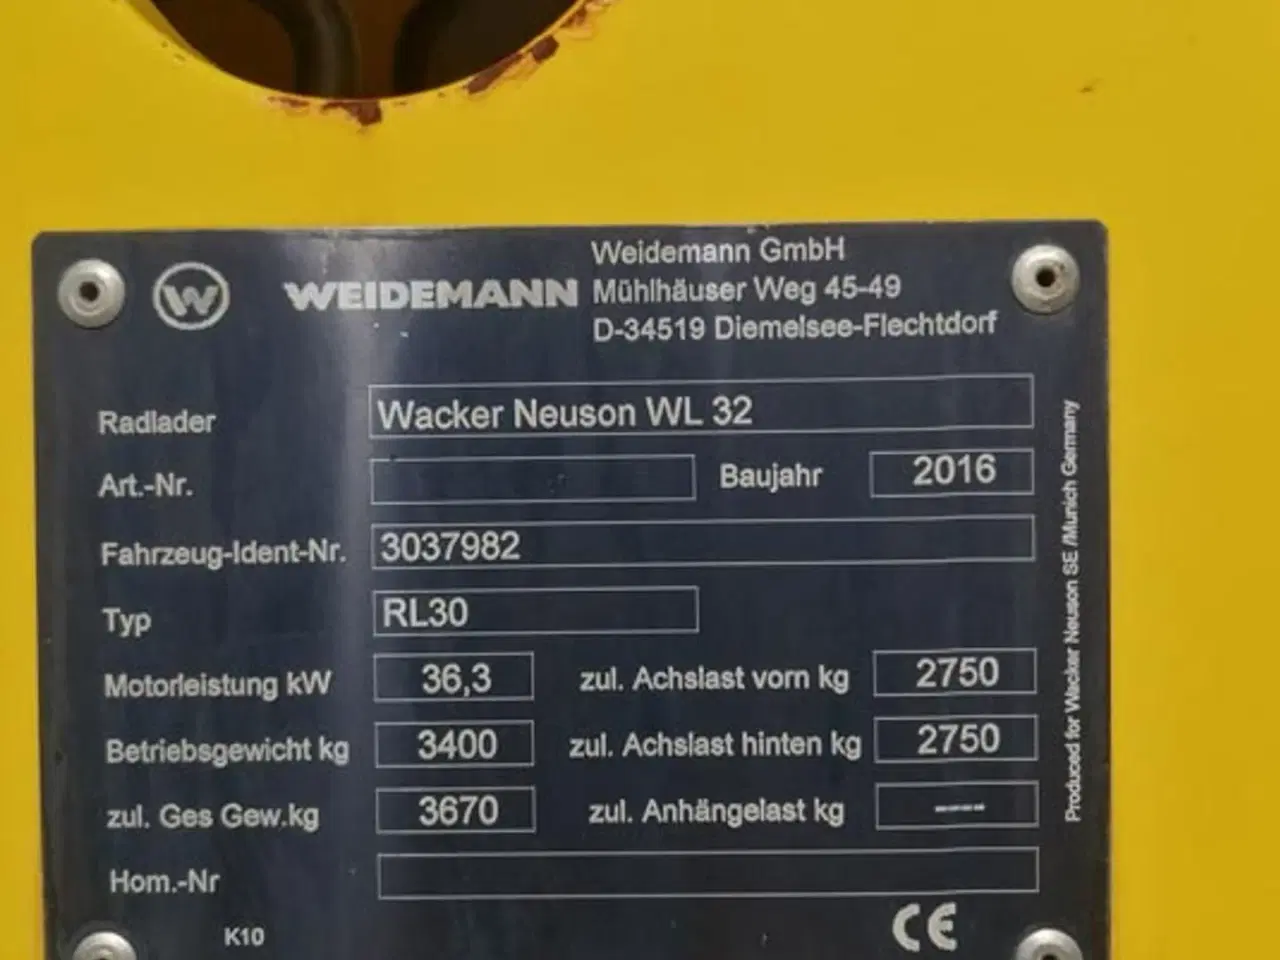 W WEIDEMANN
Weidemann GmbH
Mühlhäuser Weg 45-49
D-34519 Diemelsee-Flechtdorf
Radlader Wacker Neuson WL 32
Art.-Nr. Baujahr 2016
Fahrzeug-Ident-Nr. 3037982
Typ RL30
Motorleistung kW 36,3 zul. Achslast vorn kg 2750
Betriebsgewicht kg 3400 zul. Achslast hinten kg 2750
zul. Ges Gew.kg 3670 zul. Anhängelast kg ----
Hom.-Nr
K10 CE
Produced for Wacker Neuson SE /Munich Germany